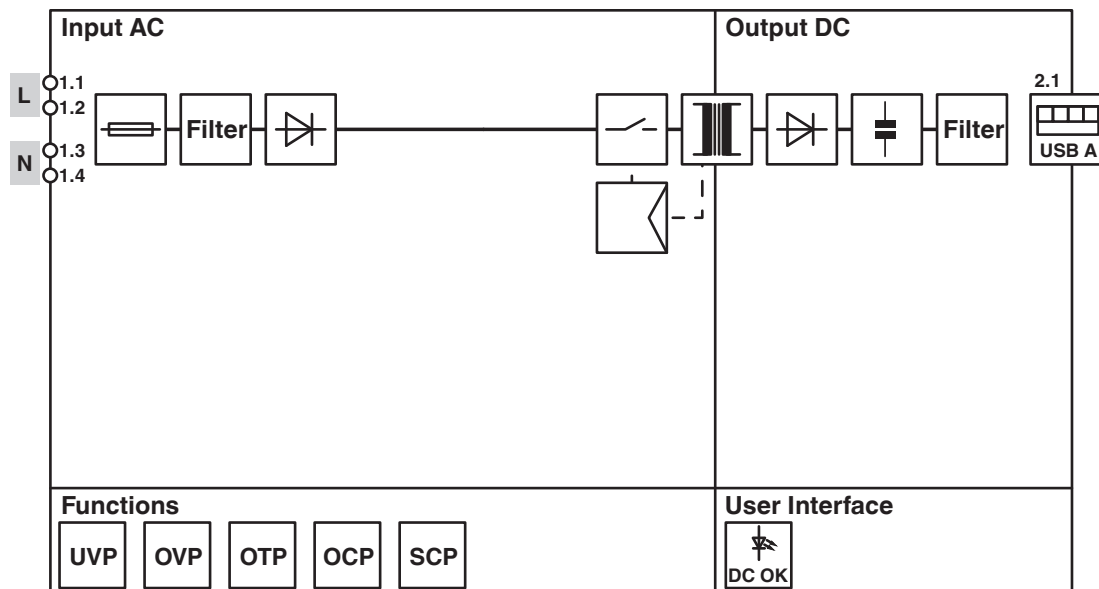 Input AC
Output DC
L
1.1
1.2
N
1.3
1.4
Filter
Filter
2.1
USB A
Functions
UVP
OVP
OTP
OCP
SCP
User Interface
DC OK